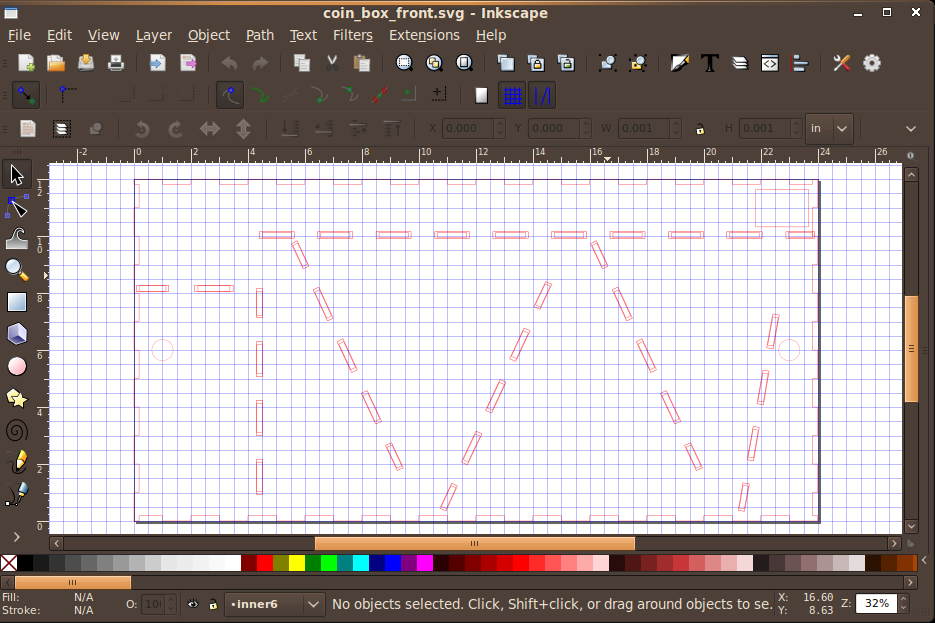 coin_box_front.svg - Inkscape
File Edit View Layer Object Path Text Filters Extensions Help
X 0.000 Y 0.000 W 0.001 H 0.001 in
-2 0 2 4 6 8 10 12 14 16 18 20 22 24 26
12
10
8
6
4
2
0
Fill: N/A
Stroke: N/A
O:
•inner6
No objects selected. Click, Shift+click, or drag around objects to se.
X: 16.60
Y: 8.63
Z: 32%